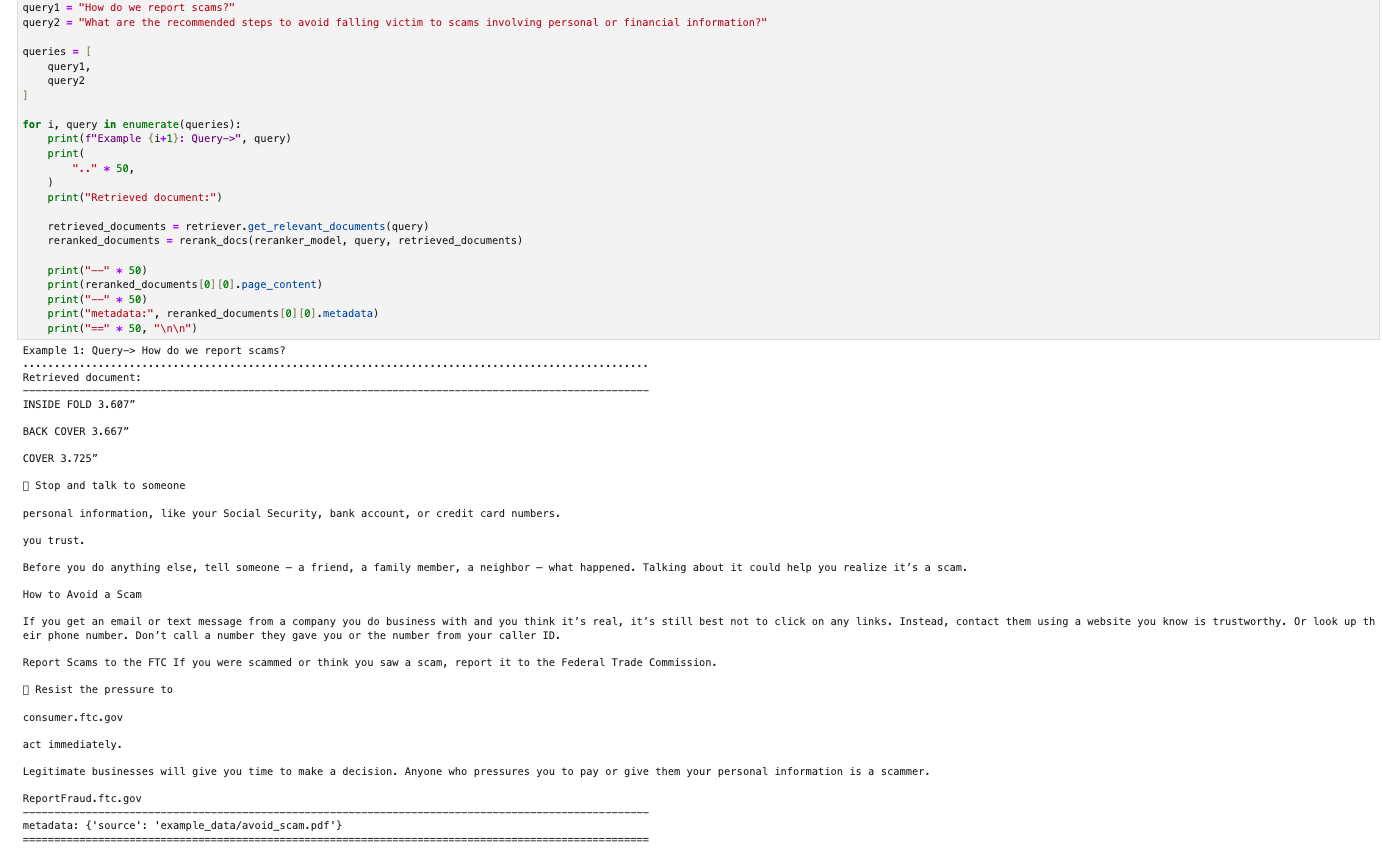 query1 = "How do we report scams?"
query2 = "What are the recommended steps to avoid falling victim to scams involving personal or financial information?"
queries = [
    query1,
    query2
]
for i, query in enumerate(queries):
    print(f"Example {i+1}: Query—>", query)
    print(
        ".." * 50,
    )
    print("Retrieved document:")
    retrieved_documents = retriever.get_relevant_documents(query)
    reranked_documents = rerank_docs(reranker_model, query, retrieved_documents)
    print("——" * 50)
    print(reranked_documents[0][0].page_content)
    print("——" * 50)
    print("metadata:", reranked_documents[0][0].metadata)
    print("==" * 50, "\n\n")
Example 1: Query—> How do we report scams?
....................................................................................................
Retrieved document:
————————————————————————————————————————————————————————————————————————————————————————————————————
INSIDE FOLD 3.607”
BACK COVER 3.667”
COVER 3.725”
▯ Stop and talk to someone
personal information, like your Social Security, bank account, or credit card numbers.
you trust.
Before you do anything else, tell someone — a friend, a family member, a neighbor — what happened. Talking about it could help you realize it’s a scam.
How to Avoid a Scam
If you get an email or text message from a company you do business with and you think it’s real, it’s still best not to click on any links. Instead, contact them using a website you know is trustworthy. Or look up th
eir phone number. Don’t call a number they gave you or the number from your caller ID.
Report Scams to the FTC If you were scammed or think you saw a scam, report it to the Federal Trade Commission.
▯ Resist the pressure to
consumer.ftc.gov
act immediately.
Legitimate businesses will give you time to make a decision. Anyone who pressures you to pay or give them your personal information is a scammer.
ReportFraud.ftc.gov
————————————————————————————————————————————————————————————————————————————————————————————————————
metadata: {'source': 'example_data/avoid_scam.pdf'}
====================================================================================================